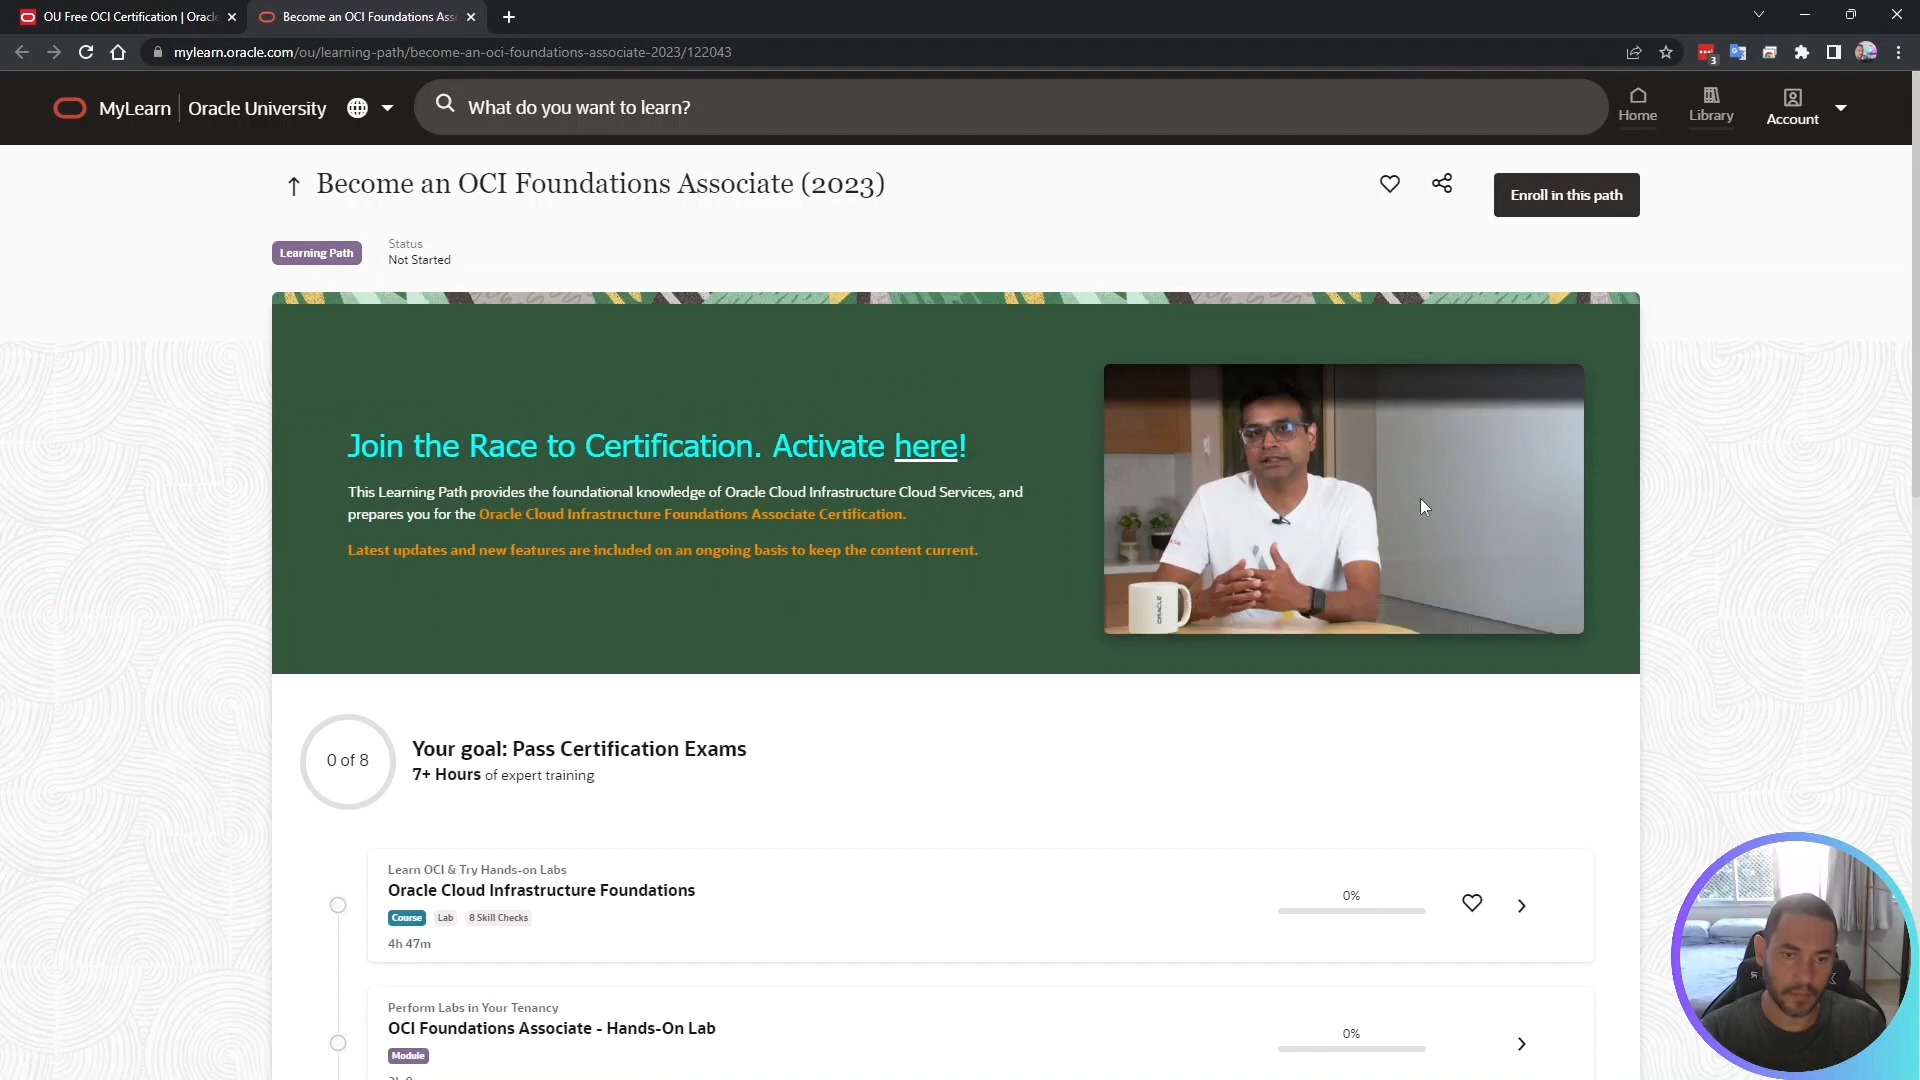 OU Free OCI Certification | Oracl
Become an OCI Foundations Ass
mylearn.oracle.com/ou/learning-path/become-an-oci-foundations-associate-2023/122043
3
MyLearn | Oracle University
What do you want to learn?
Home
Library
Account
Become an OCI Foundations Associate (2023)
Enroll in this path
Learning Path
Status
Not Started
Join the Race to Certification. Activate here!
This Learning Path provides the foundational knowledge of Oracle Cloud Infrastructure Cloud Services, and
prepares you for the Oracle Cloud Infrastructure Foundations Associate Certification.
Latest updates and new features are included on an ongoing basis to keep the content current.
ORACLE
0 of 8
Your goal: Pass Certification Exams
7+ Hours of expert training
Learn OCI & Try Hands-on Labs
Oracle Cloud Infrastructure Foundations
Course Lab 8 Skill Checks
4h 47m
0%
Perform Labs in Your Tenancy
OCI Foundations Associate - Hands-On Lab
Module
0%